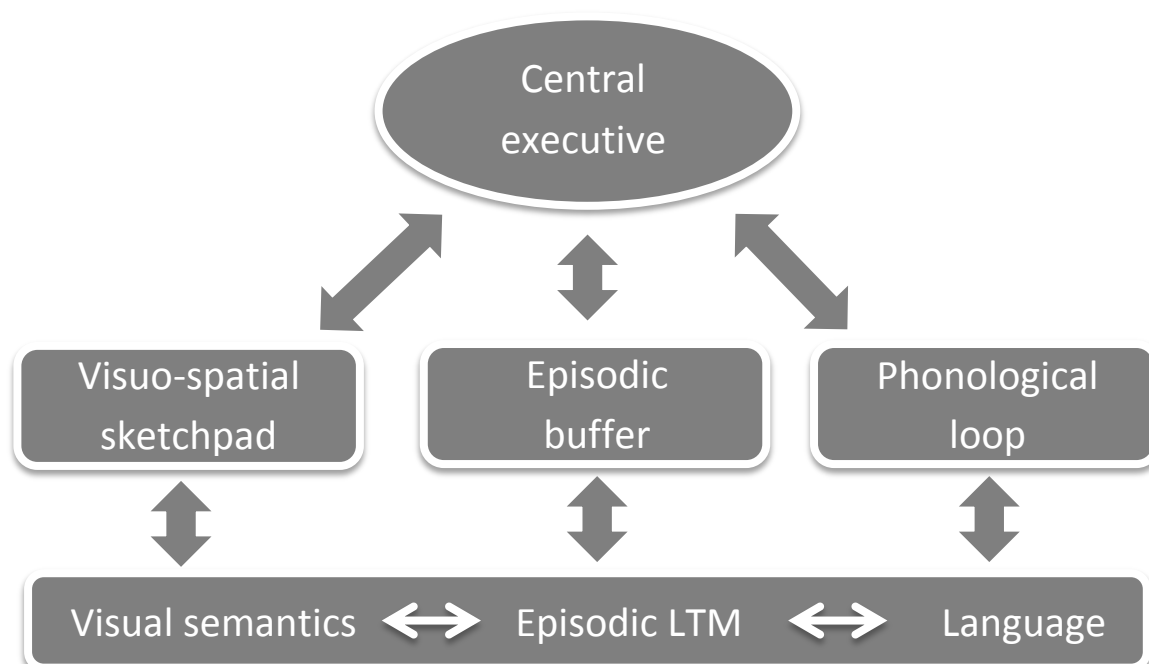 Central
executive
Visuo-spatial
sketchpad
Episodic
buffer
Phonological
loop
Visual semantics
Episodic LTM
Language